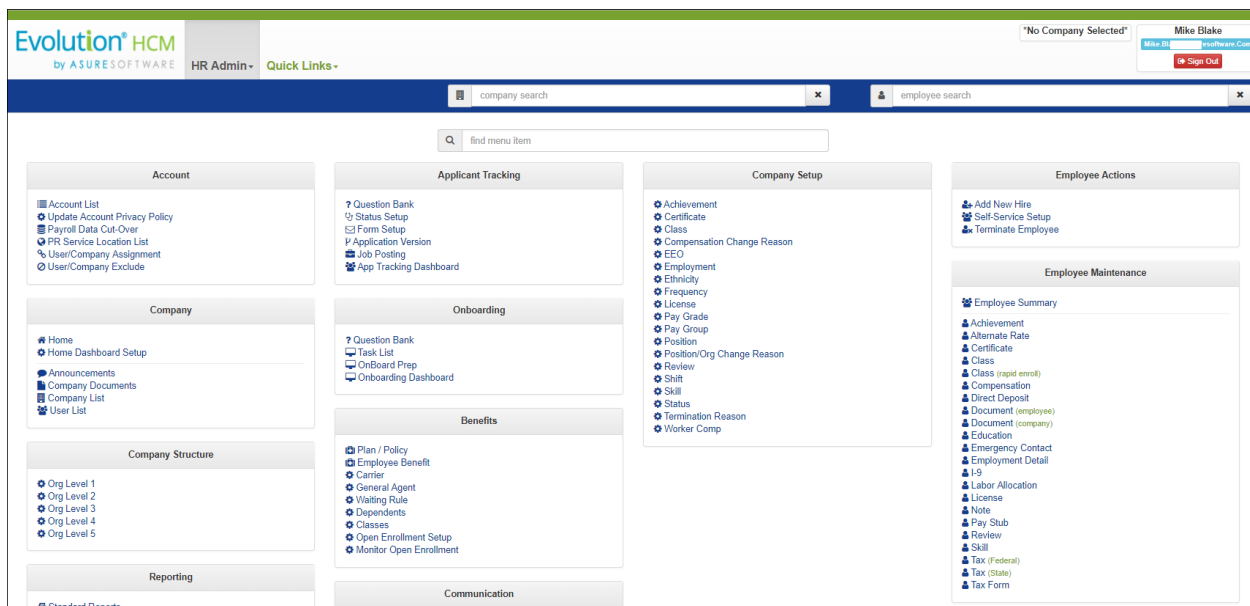 Evolution® HCM
by ASURESOFTWARE
HR Admin
Quick Links
*No Company Selected*
Mike Blake
Mike.Bl
esoftware.Com
Sign Out
company search
employee search
find menu item
Account
Account List
Update Account Privacy Policy
Payroll Data Cut-Over
PR Service Location List
User/Company Assignment
User/Company Exclude
Company
Home
Home Dashboard Setup
Announcements
Company Documents
Company List
User List
Company Structure
Org Level 1
Org Level 2
Org Level 3
Org Level 4
Org Level 5
Reporting
Standard Reports
Applicant Tracking
? Question Bank
Status Setup
Form Setup
Application Version
Job Posting
App Tracking Dashboard
Onboarding
? Question Bank
Task List
OnBoard Prep
Onboarding Dashboard
Benefits
Plan / Policy
Employee Benefit
Carrier
General Agent
Waiting Rule
Dependents
Classes
Open Enrollment Setup
Monitor Open Enrollment
Communication
Company Setup
Achievement
Certificate
Class
Compensation Change Reason
EEO
Employment
Ethnicity
Frequency
License
Pay Grade
Pay Group
Position
Position/Org Change Reason
Review
Shift
Skill
Status
Termination Reason
Worker Comp
Employee Actions
Add New Hire
Self-Service Setup
Terminate Employee
Employee Maintenance
Employee Summary
Achievement
Alternate Rate
Certificate
Class
Class (rapid enroll)
Compensation
Direct Deposit
Document (employee)
Document (company)
Education
Emergency Contact
Employment Detail
I-9
Labor Allocation
License
Note
Pay Stub
Review
Skill
Tax (Federal)
Tax (State)
Tax Form